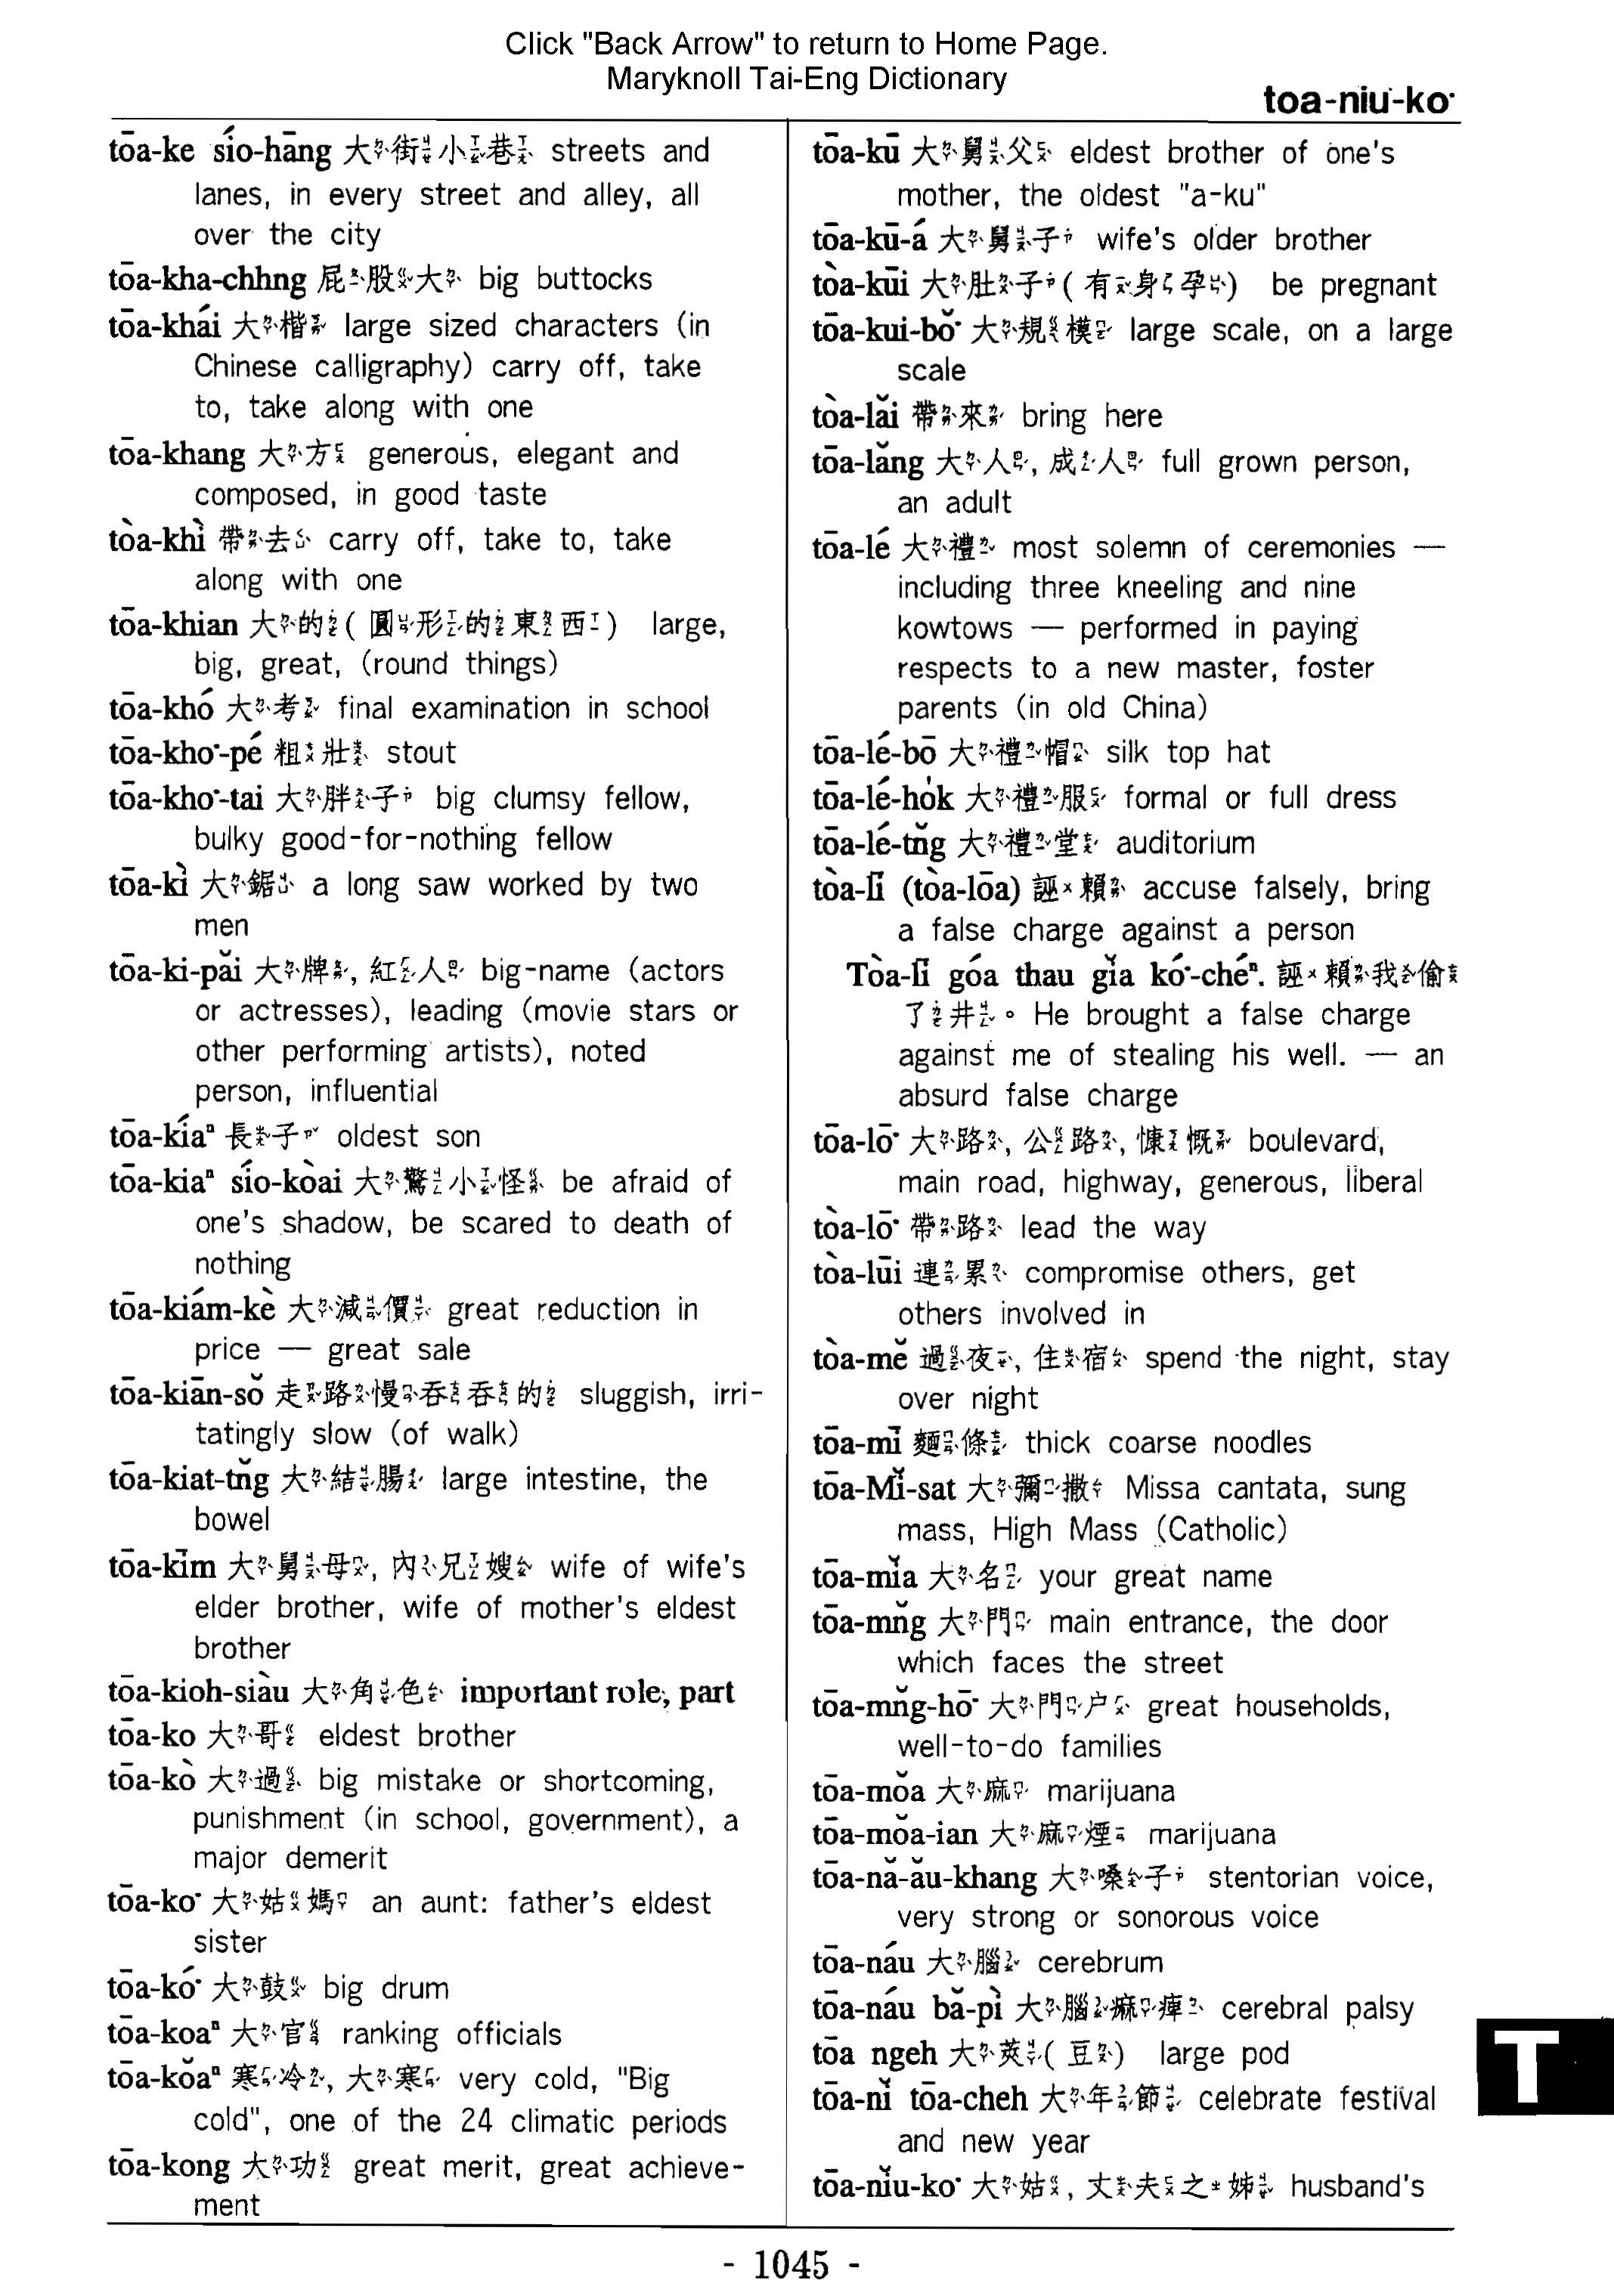 Click "Back Arrow" to return to Home Page.
Maryknoll Tai-Eng Dictionary
toa-niu-ko·
tōa-ke sío-hāng 大街小巷 streets and
lanes, in every street and alley, all
over the city
tōa-kha-chhng 屁股大 big buttocks
tōa-khái 大楷 large sized characters (in
Chinese calligraphy) carry off, take
to, take along with one
tōa-khang 大方 generous, elegant and
composed, in good taste
tòa-khì 帶去 carry off, take to, take
along with one
tōa-khian 大的(圓形的東西) large,
big, great, (round things)
tōa-khó 大考 final examination in school
tōa-kho·-pé 粗壯 stout
tōa-kho·-tai 大胖子 big clumsy fellow,
bulky good-for-nothing fellow
tōa-kì 大鋸 a long saw worked by two
men
tōa-ki-pǎi 大牌, 紅人 big-name (actors
or actresses), leading (movie stars or
other performing artists), noted
person, influential
tōa-kíaⁿ 長子 oldest son
tōa-kiaⁿ sío-kòai 大驚小怪 be afraid of
one's shadow, be scared to death of
nothing
tōa-kiám-kè 大減價 great reduction in
price — great sale
tōa-kiān-sǒ 走路慢吞吞的 sluggish, irri-
tatingly slow (of walk)
tōa-kiat-tn̆g 大結腸 large intestine, the
bowel
tōa-kīm 大舅母, 內兄嫂 wife of wife's
elder brother, wife of mother's eldest
brother
tōa-kioh-siàu 大角色 important role, part
tōa-ko 大哥 eldest brother
tōa-kò 大過 big mistake or shortcoming,
punishment (in school, government), a
major demerit
tōa-ko· 大姑媽 an aunt: father's eldest
sister
tōa-kó· 大鼓 big drum
tōa-koaⁿ 大官 ranking officials
tōa-kǒaⁿ 寒冷, 大寒 very cold, "Big
cold", one of the 24 climatic periods
tōa-kong 大功 great merit, great achieve-
ment
tōa-kū 大舅父 eldest brother of one's
mother, the oldest "a-ku"
tōa-kū-á 大舅子 wife's older brother
tòa-kūi 大肚子(有身孕) be pregnant
tōa-kui-bǒ· 大規模 large scale, on a large
scale
tòa-lǎi 帶來 bring here
tōa-lǎng 大人, 成人 full grown person,
an adult
tōa-lé 大禮 most solemn of ceremonies —
including three kneeling and nine
kowtows — performed in paying
respects to a new master, foster
parents (in old China)
tōa-lé-bō 大禮帽 silk top hat
tōa-lé-ho̍k 大禮服 formal or full dress
tōa-lé-tn̆g 大禮堂 auditorium
tòa-lī (tòa-lōa) 誣賴 accuse falsely, bring
a false charge against a person
Tòa-lī góa thau gǐa kó·-chéⁿ. 誣賴我偷
了井。 He brought a false charge
against me of stealing his well. — an
absurd false charge
tōa-lō· 大路, 公路, 慷慨 boulevard,
main road, highway, generous, liberal
tòa-lō· 帶路 lead the way
tòa-lūi 連累 compromise others, get
others involved in
tòa-mě 過夜, 住宿 spend the night, stay
over night
tōa-mī 麵條 thick coarse noodles
tōa-Mǐ-sat 大彌撒 Missa cantata, sung
mass, High Mass (Catholic)
tōa-mǐa 大名 your great name
tōa-mn̆g 大門 main entrance, the door
which faces the street
tōa-mn̆g-hō· 大門户 great households,
well-to-do families
tōa-mǒa 大麻 marijuana
tōa-mǒa-ian 大麻煙 marijuana
tōa-nǎ-ǎu-khang 大嗓子 stentorian voice,
very strong or sonorous voice
tōa-náu 大腦 cerebrum
tōa-náu bǎ-pì 大腦麻痺 cerebral palsy
tōa ngeh 大莢(豆) large pod
tōa-nǐ tōa-cheh 大年節 celebrate festival
and new year
tōa-nǐu-ko· 大姑, 丈夫之姊 husband's
T
- 1045 -